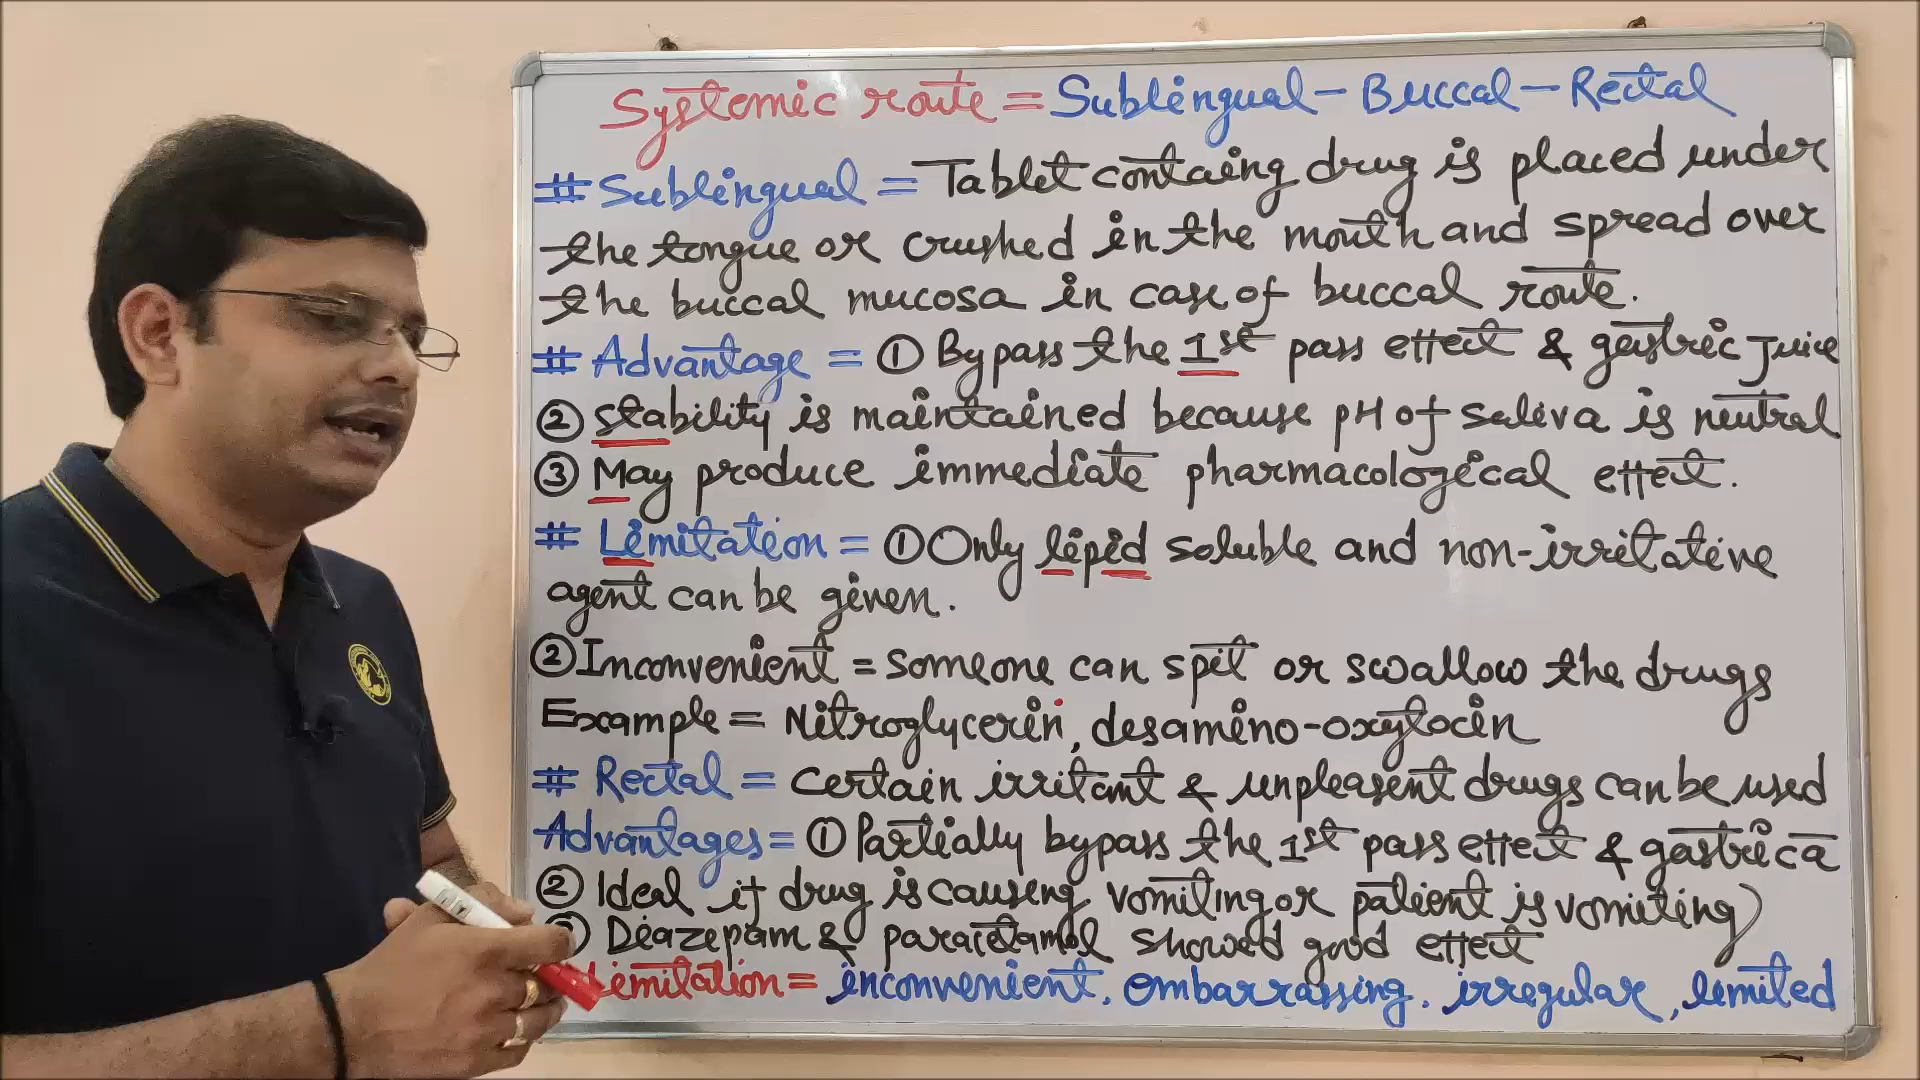 Systemic route = Sublingual - Buccal - Rectal
# Sublingual = Tablet containg drug is placed under
the tongue or crushed in the mouth and spread over
the buccal mucosa in case of buccal route.
# Advantage = ① Bypass the 1st pass effect & gastric juice
② Stability is maintained because pH of saliva is neutral
③ May produce immediate pharmacological effect.
# Limitation = ① Only lipid soluble and non-irritative
agent can be given.
② Inconvenient = someone can spit or swallow the drugs
Example = Nitroglycerin, desamino-oxytocin
# Rectal = Certain irritant & unpleasent drugs can be used
Advantages = ① Partially bypass the 1st pass effect & gastric a
② Ideal if drug is causing vomiting or patient is vomiting
Diazepam & paracetamol showed good effect
Limitation = inconvenient, embarrassing, irregular, limited